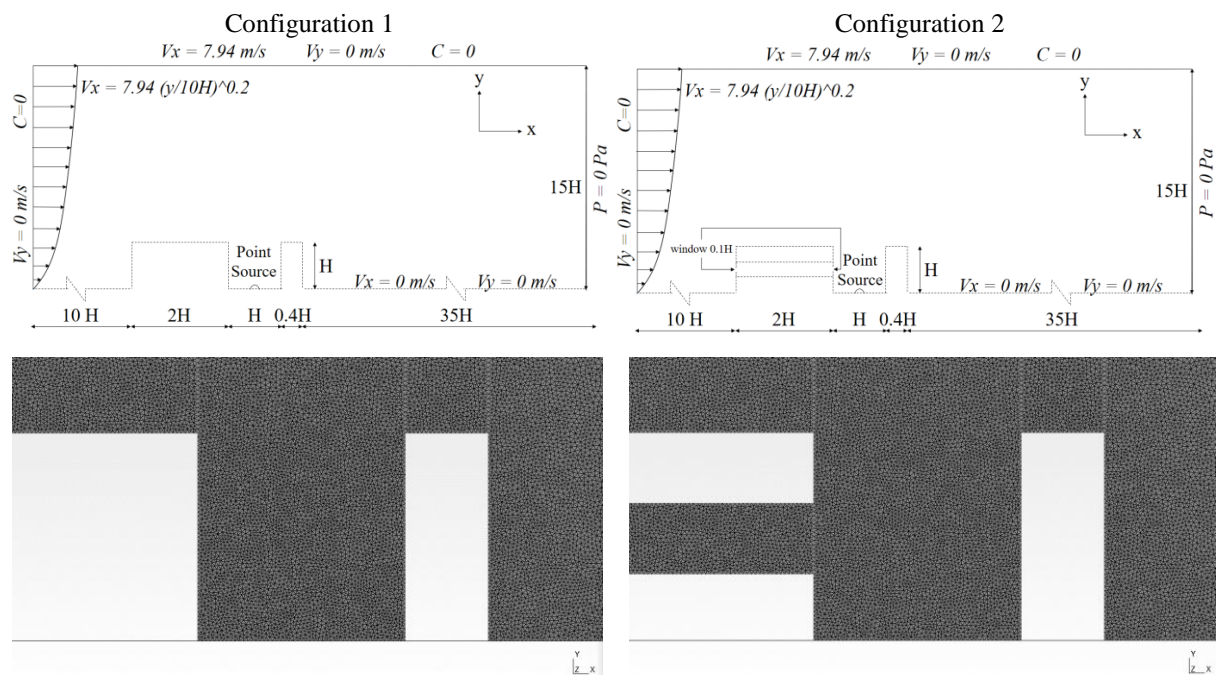 Configuration 1
Vx = 7.94 m/s Vy = 0 m/s C = 0
Vx = 7.94 (y/10H)^0.2
C=0
Vy = 0 m/s
y
x
15H
P = 0 Pa
Point
Source
H
Vx = 0 m/s Vy = 0 m/s
10 H 2H H 0.4H 35H
Configuration 2
Vx = 7.94 m/s Vy = 0 m/s C = 0
Vx = 7.94 (y/10H)^0.2
C=0
Vy = 0 m/s
y
x
15H
P = 0 Pa
window 0.1H
Point
Source
H
Vx = 0 m/s Vy = 0 m/s
10 H 2H H 0.4H 35H
Y
Z X
Y
Z X